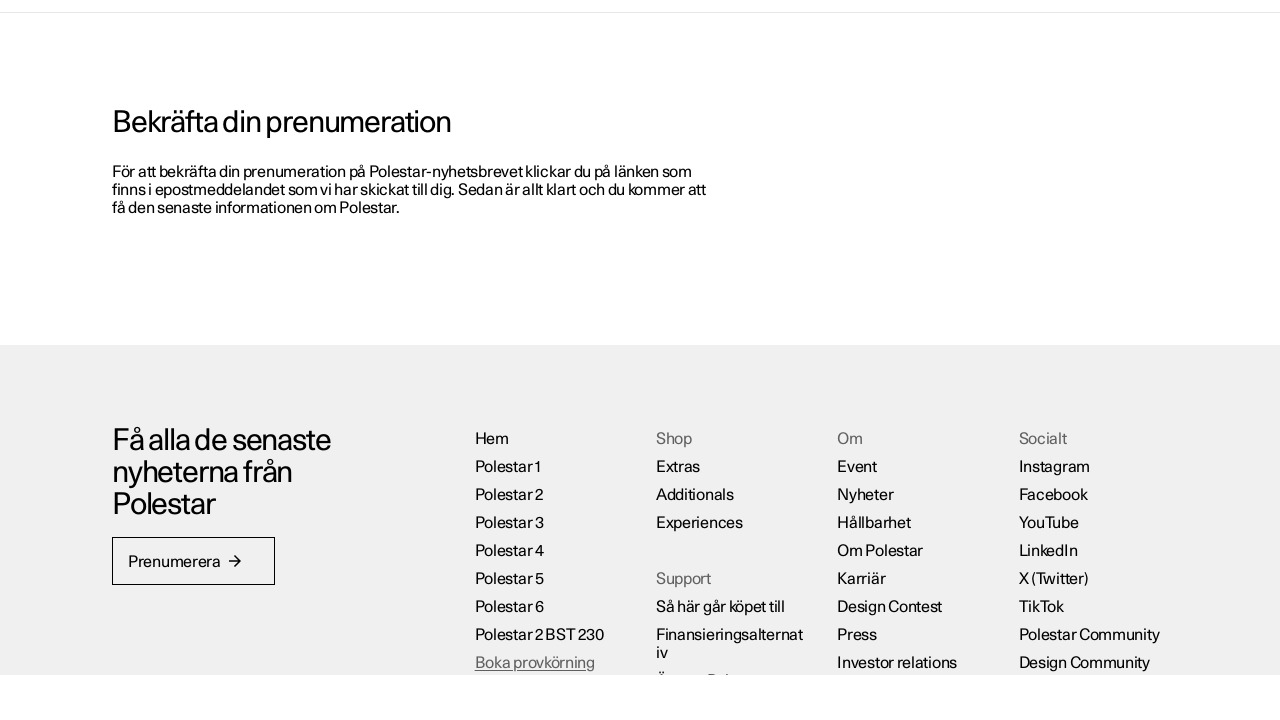 Bekräfta din prenumeration
För att bekräfta din prenumeration på Polestar-nyhetsbrevet klickar du på länken som
finns i epostmeddelandet som vi har skickat till dig. Sedan är allt klart och du kommer att
få den senaste informationen om Polestar.
Få alla de senaste
nyheterna från
Polestar
Prenumerera →
Hem
Polestar 1
Polestar 2
Polestar 3
Polestar 4
Polestar 5
Polestar 6
Polestar 2 BST 230
Boka provkörning
Shop
Extras
Additionals
Experiences
Support
Så här går köpet till
Finansieringsalternat
iv
Om
Event
Nyheter
Hållbarhet
Om Polestar
Karriär
Design Contest
Press
Investor relations
Socialt
Instagram
Facebook
YouTube
LinkedIn
X (Twitter)
TikTok
Polestar Community
Design Community